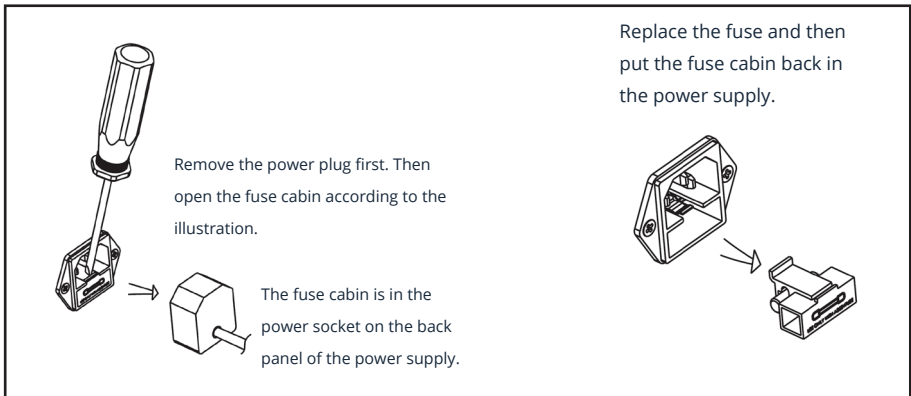 Remove the power plug first. Then
open the fuse cabin according to the
illustration.
The fuse cabin is in the
power socket on the back
panel of the power supply.
Replace the fuse and then
put the fuse cabin back in
the power supply.